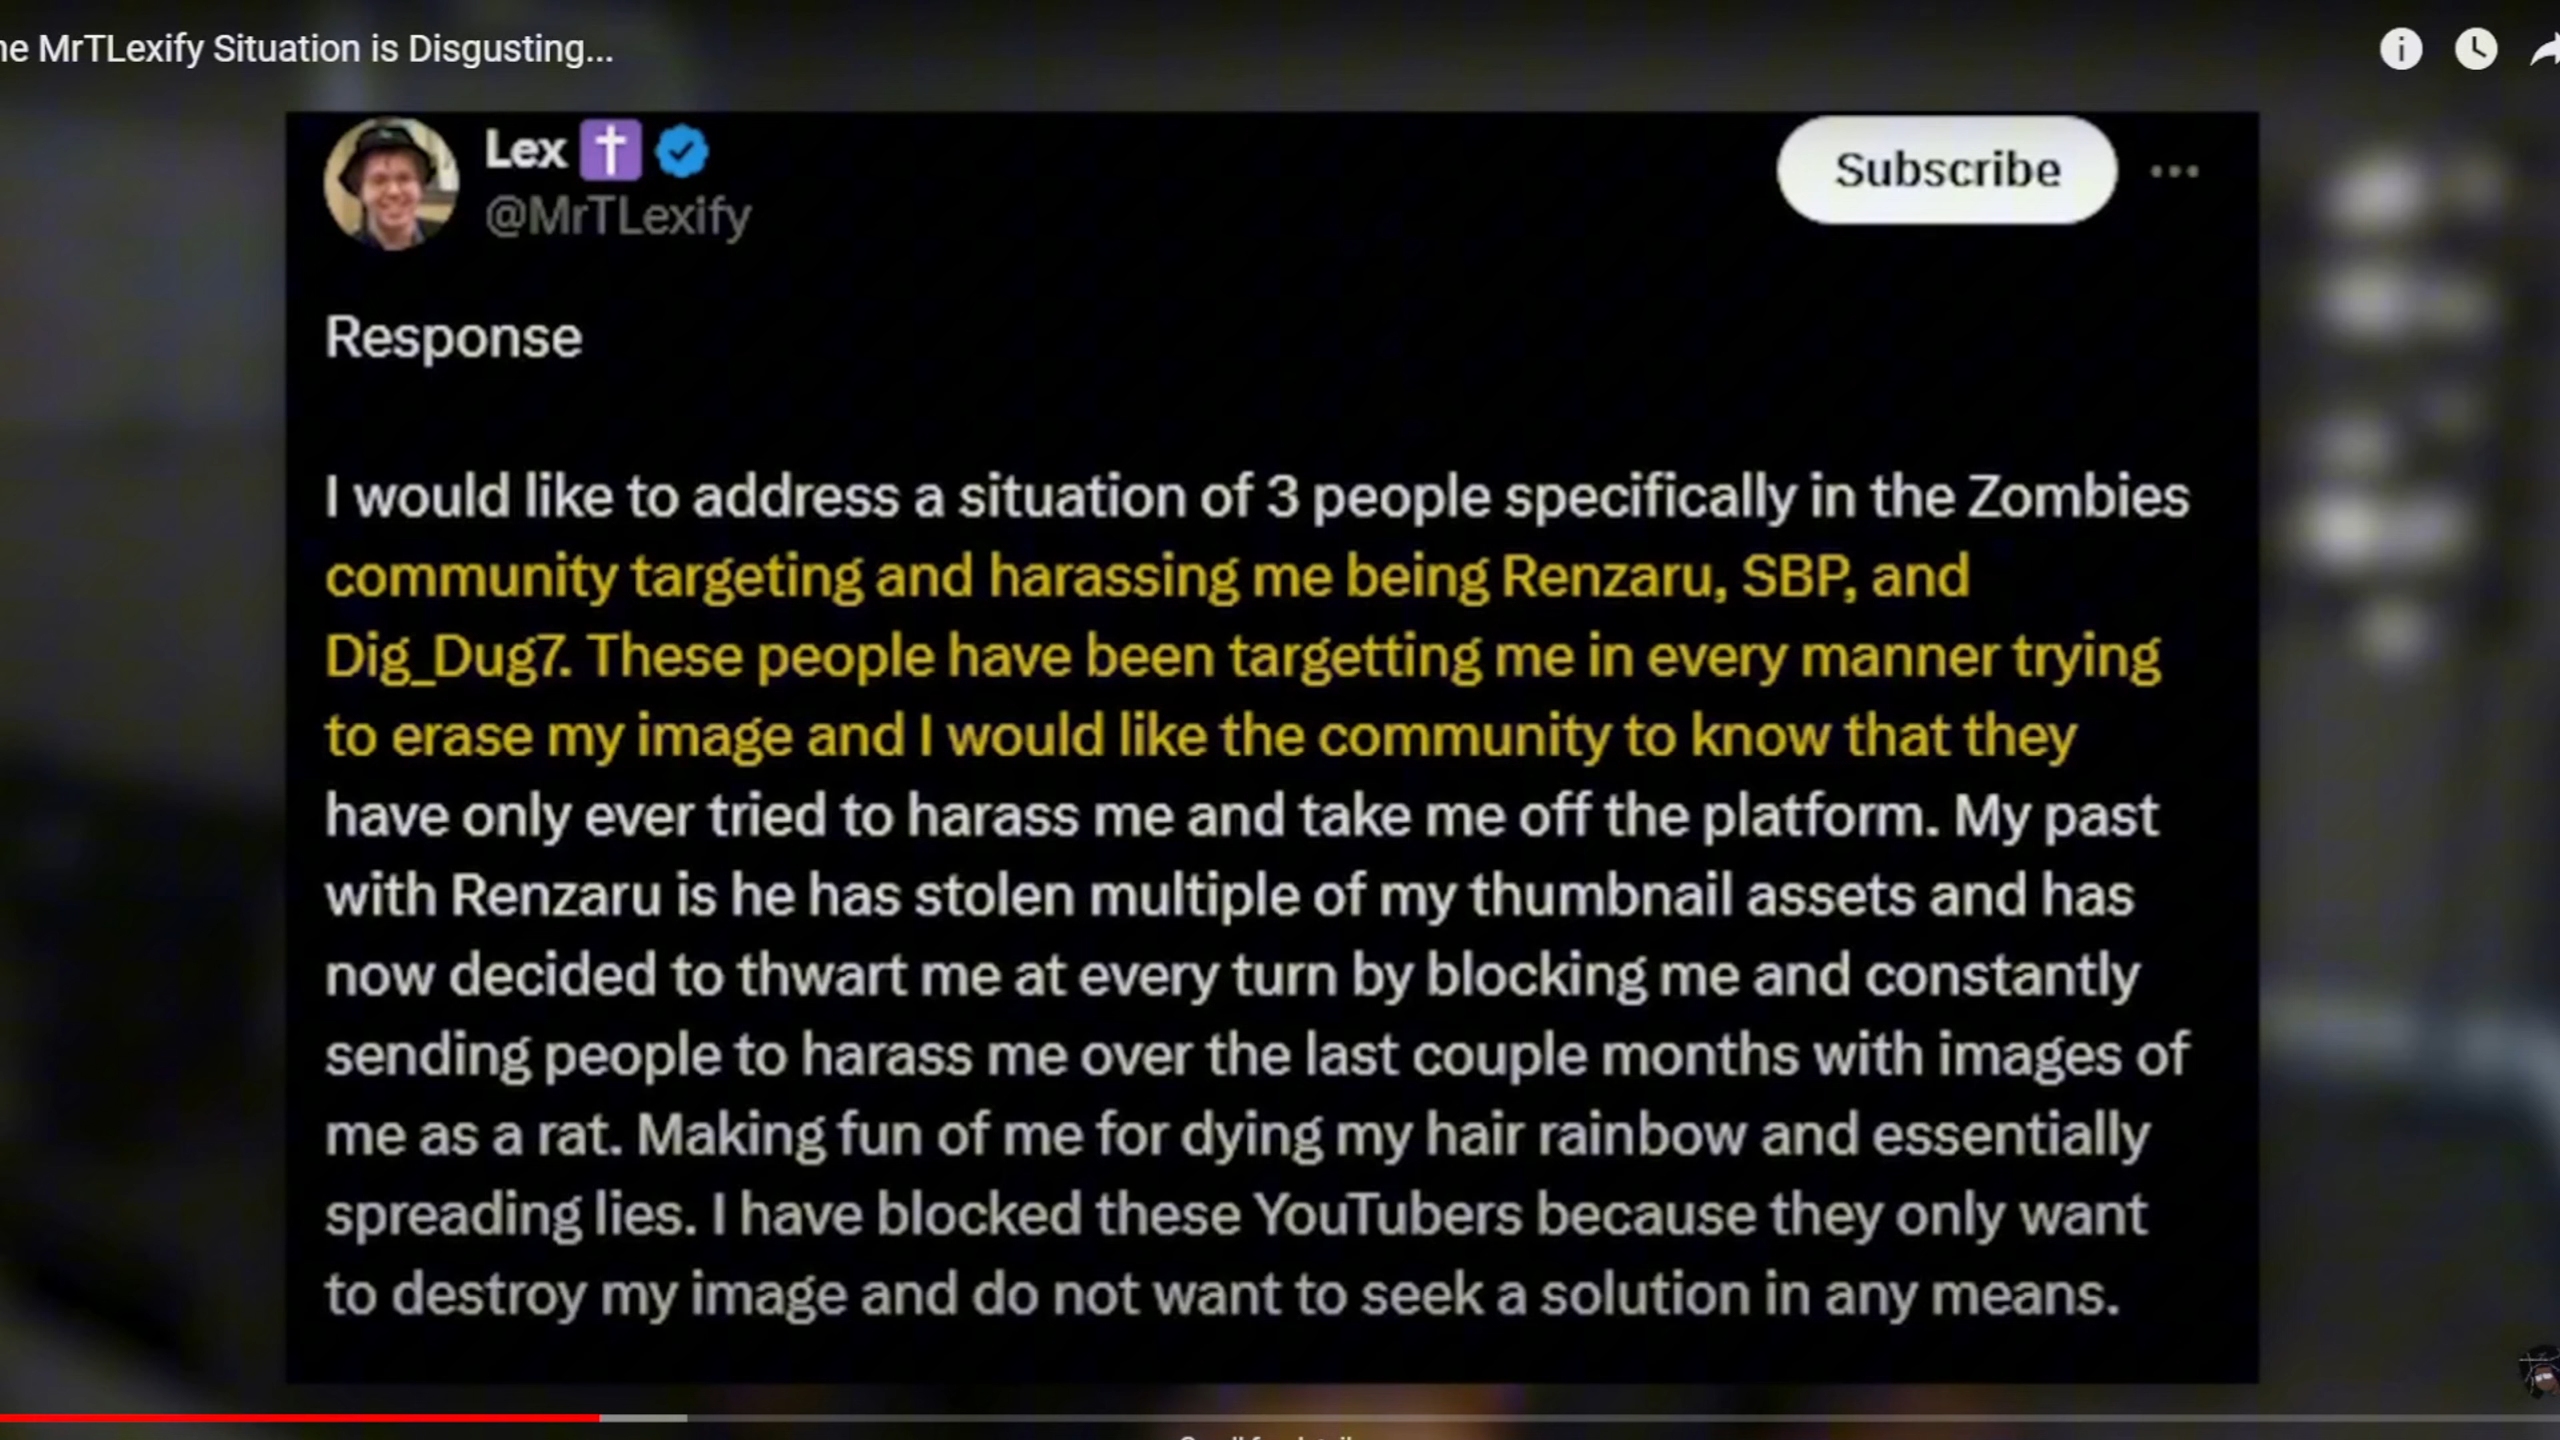 he MrTLexify Situation is Disgusting...
Lex
@MrTLexify
Subscribe
Response
I would like to address a situation of 3 people specifically in the Zombies
community targeting and harassing me being Renzaru, SBP, and
Dig_Dug7. These people have been targetting me in every manner trying
to erase my image and I would like the community to know that they
have only ever tried to harass me and take me off the platform. My past
with Renzaru is he has stolen multiple of my thumbnail assets and has
now decided to thwart me at every turn by blocking me and constantly
sending people to harass me over the last couple months with images of
me as a rat. Making fun of me for dying my hair rainbow and essentially
spreading lies. I have blocked these YouTubers because they only want
to destroy my image and do not want to seek a solution in any means.